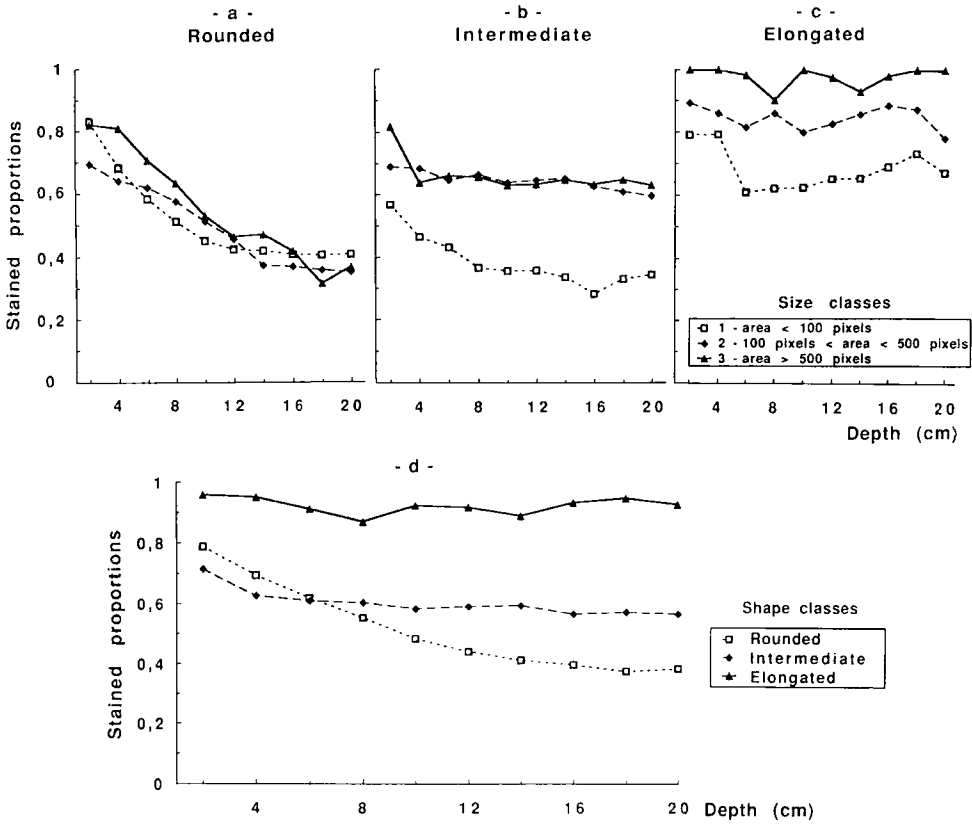 - a -
Rounded
- b -
Intermediate
- c -
Elongated
Stained proportions
1
0,8
0,6
0,4
0,2
0
4 8 12 16 20
4 8 12 16 20
4 8 12 16 20
Depth (cm)
Size classes
1 - area < 100 pixels
2 - 100 pixels < area < 500 pixels
3 - area > 500 pixels
- d -
Stained proportions
1
0,8
0,6
0,4
0,2
0
4 8 12 16 20 Depth (cm)
Shape classes
Rounded
Intermediate
Elongated